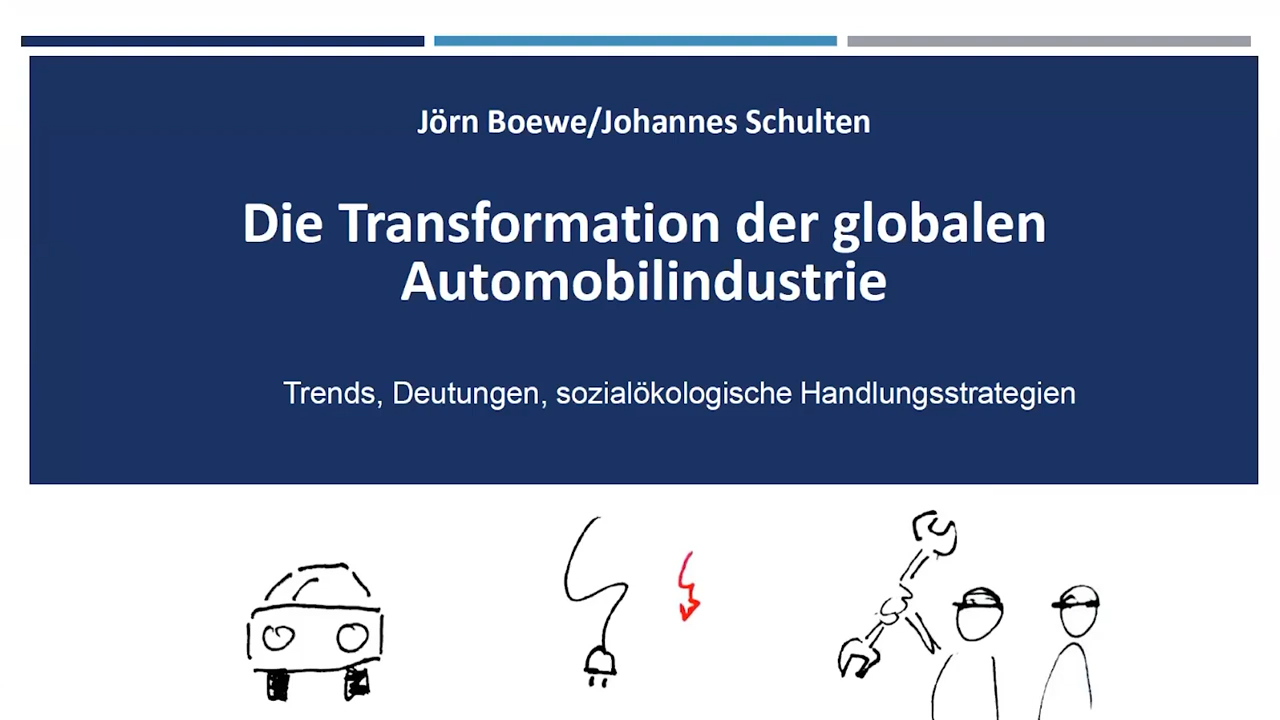 Jörn Boewe/Johannes Schulten
Die Transformation der globalen
Automobilindustrie
Trends, Deutungen, sozialökologische Handlungsstrategien